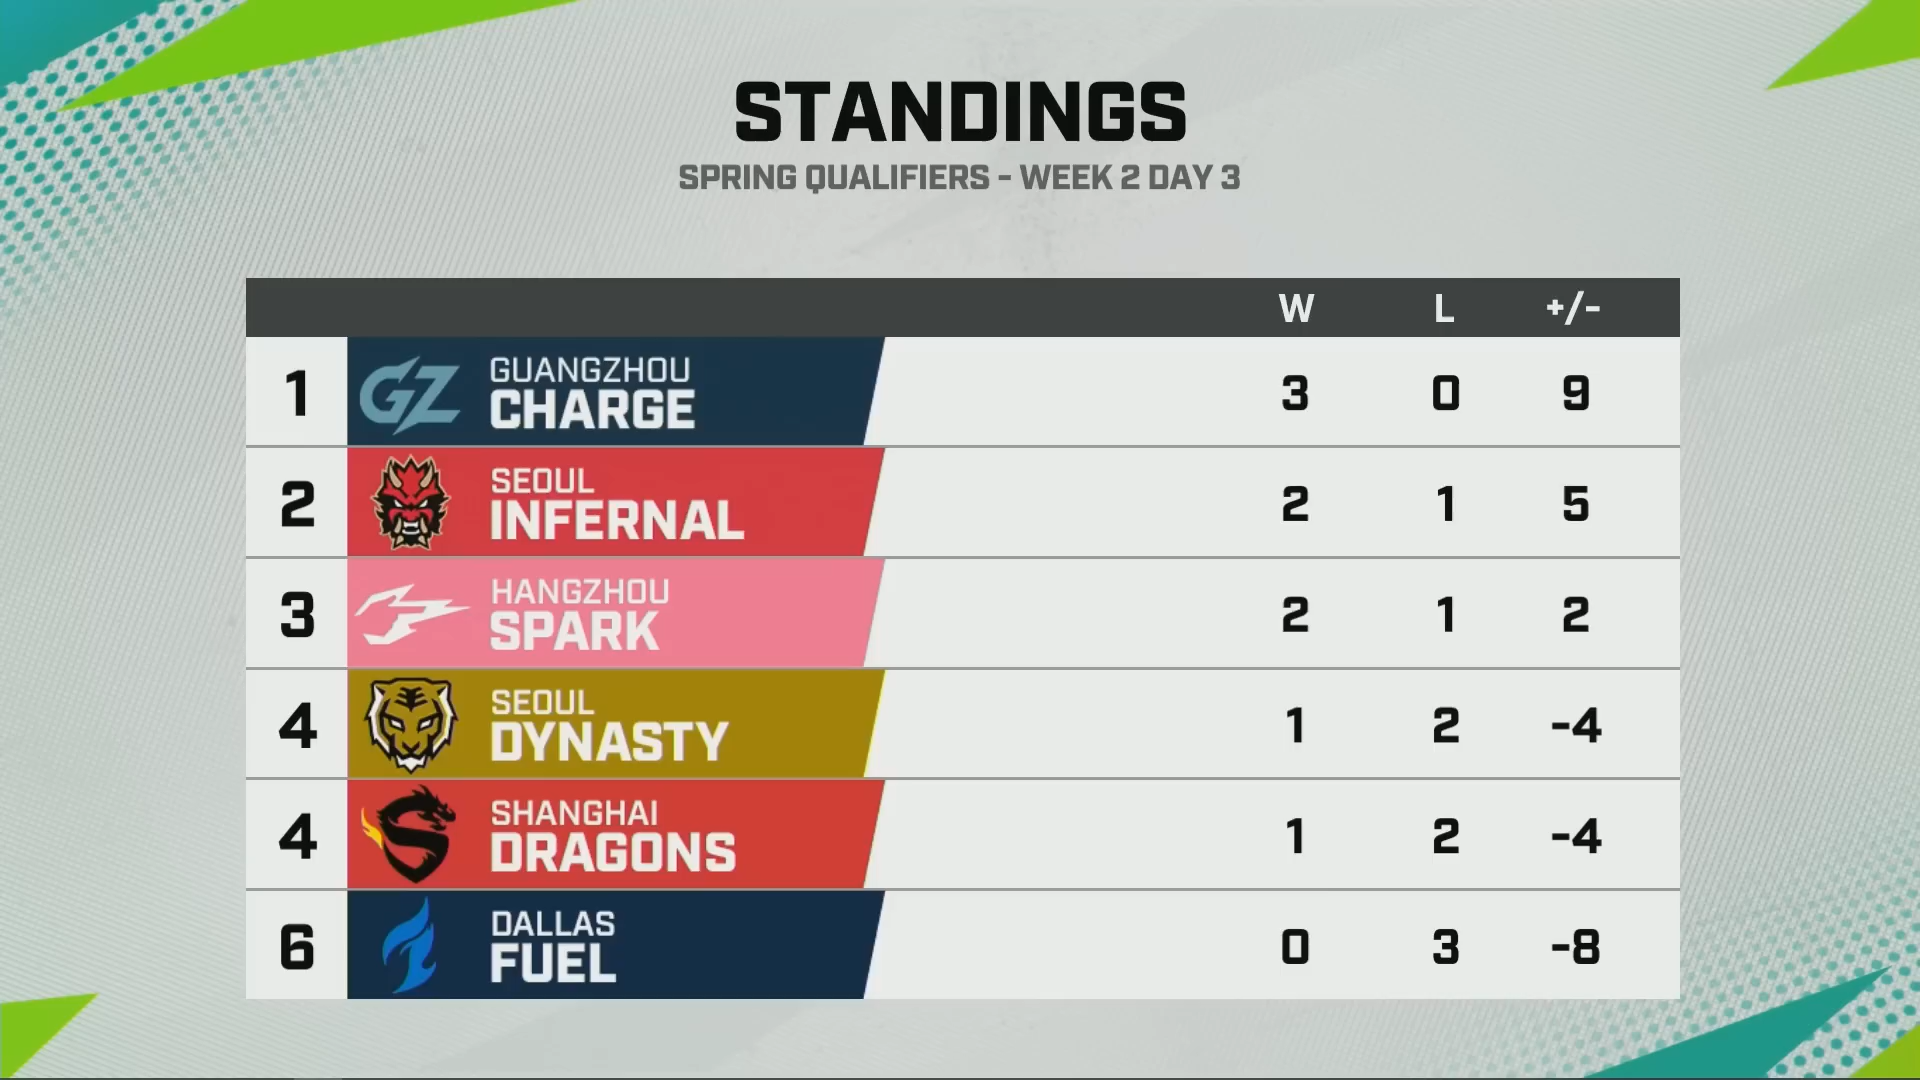 STANDINGS
SPRING QUALIFIERS - WEEK 2 DAY 3
W L +/-
1 GZ GUANGZHOU CHARGE 3 0 9
2 SEOUL INFERNAL 2 1 5
3 HANGZHOU SPARK 2 1 2
4 SEOUL DYNASTY 1 2 -4
4 SHANGHAI DRAGONS 1 2 -4
6 DALLAS FUEL 0 3 -8